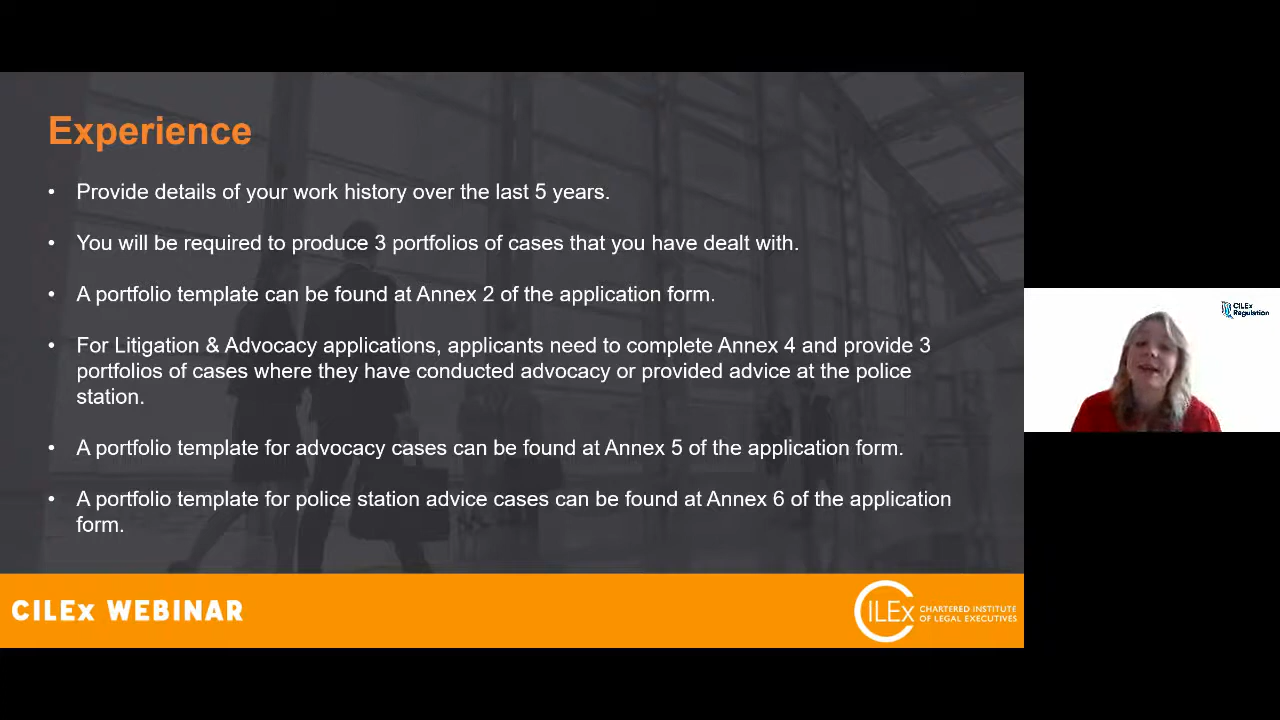 Experience
• Provide details of your work history over the last 5 years.
• You will be required to produce 3 portfolios of cases that you have dealt with.
• A portfolio template can be found at Annex 2 of the application form.
• For Litigation & Advocacy applications, applicants need to complete Annex 4 and provide 3
portfolios of cases where they have conducted advocacy or provided advice at the police
station.
• A portfolio template for advocacy cases can be found at Annex 5 of the application form.
• A portfolio template for police station advice cases can be found at Annex 6 of the application
form.
CILEx WEBINAR
CILEx
CHARTERED INSTITUTE
OF LEGAL EXECUTIVES
CILEx
Regulation